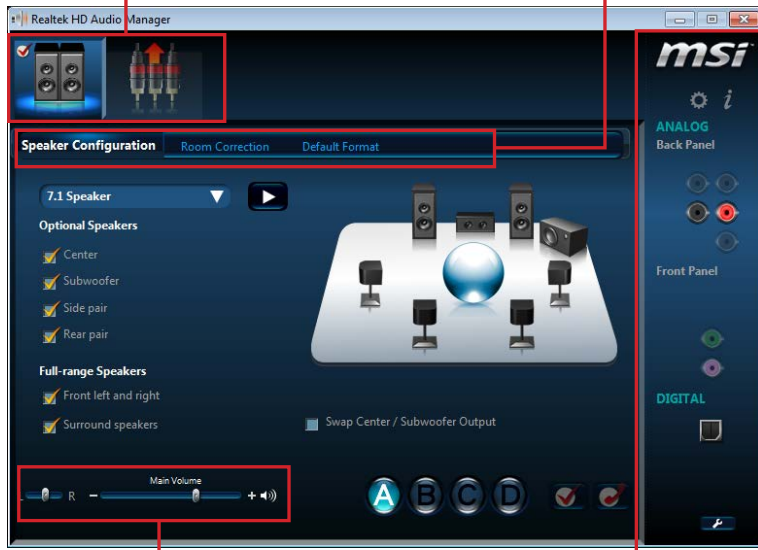 Realtek HD Audio Manager
msi
i
ANALOG
Back Panel
Speaker Configuration
Room Correction
Default Format
7.1 Speaker
Optional Speakers
Center
Subwoofer
Side pair
Rear pair
Front Panel
Full-range Speakers
Front left and right
Surround speakers
Swap Center / Subwoofer Output
DIGITAL
Main Volume
L
R
A
B
C
D